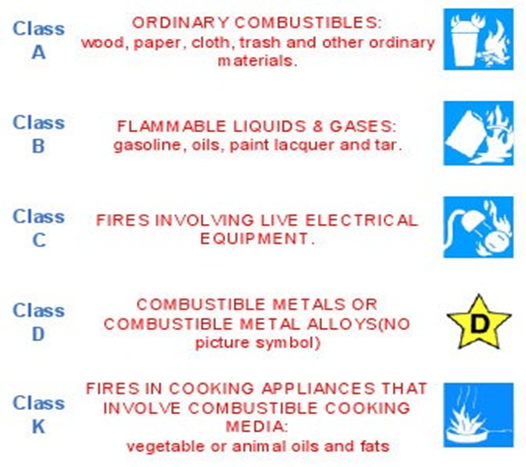 Class
A
ORDINARY COMBUSTIBLES:
wood, paper, cloth, trash and other ordinary
materials.
Class
B
FLAMMABLE LIQUIDS & GASES:
gasoline, oils, paint lacquer and tar.
Class
C
FIRES INVOLVING LIVE ELECTRICAL
EQUIPMENT.
Class
D
COMBUSTIBLE METALS OR
COMBUSTIBLE METAL ALLOYS(NO
picture symbol)
D
Class
K
FIRES IN COOKING APPLIANCES THAT
INVOLVE COMBUSTIBLE COOKING
MEDIA:
vegetable or animal oils and fats